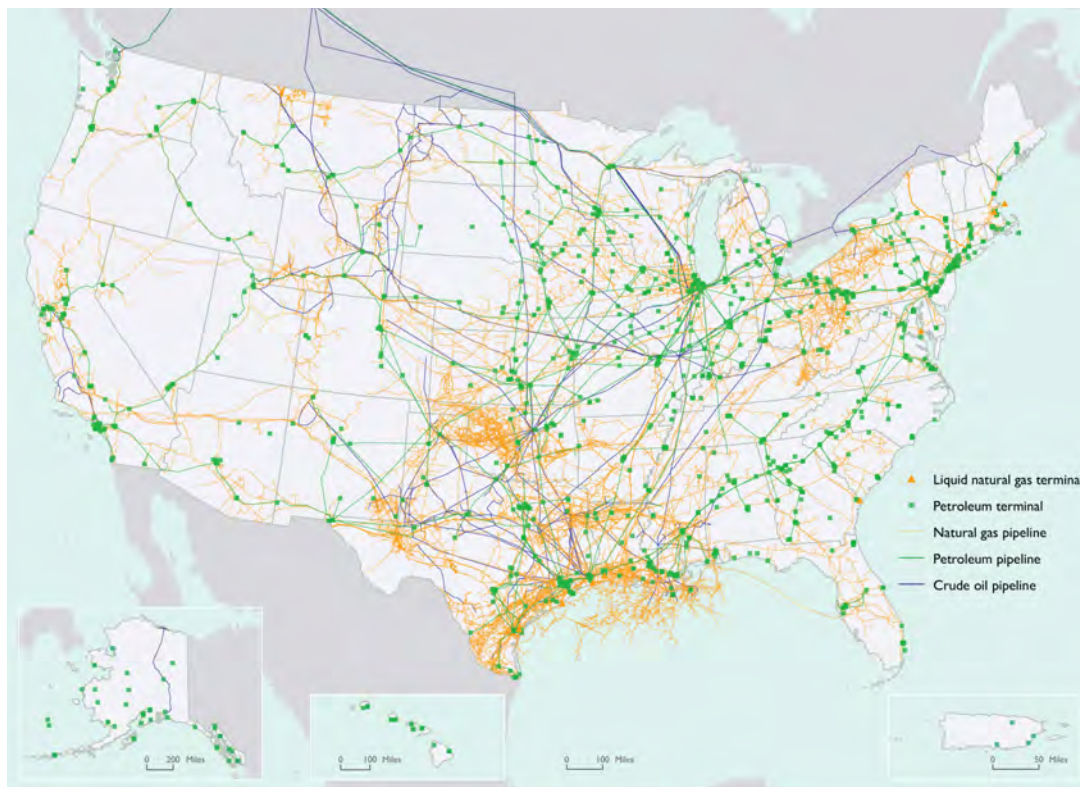 Liquid natural gas termina
Petroleum terminal
Natural gas pipeline
Petroleum pipeline
Crude oil pipeline
0 200 Miles
0 100 Miles
0 100 Miles
0 50 Miles